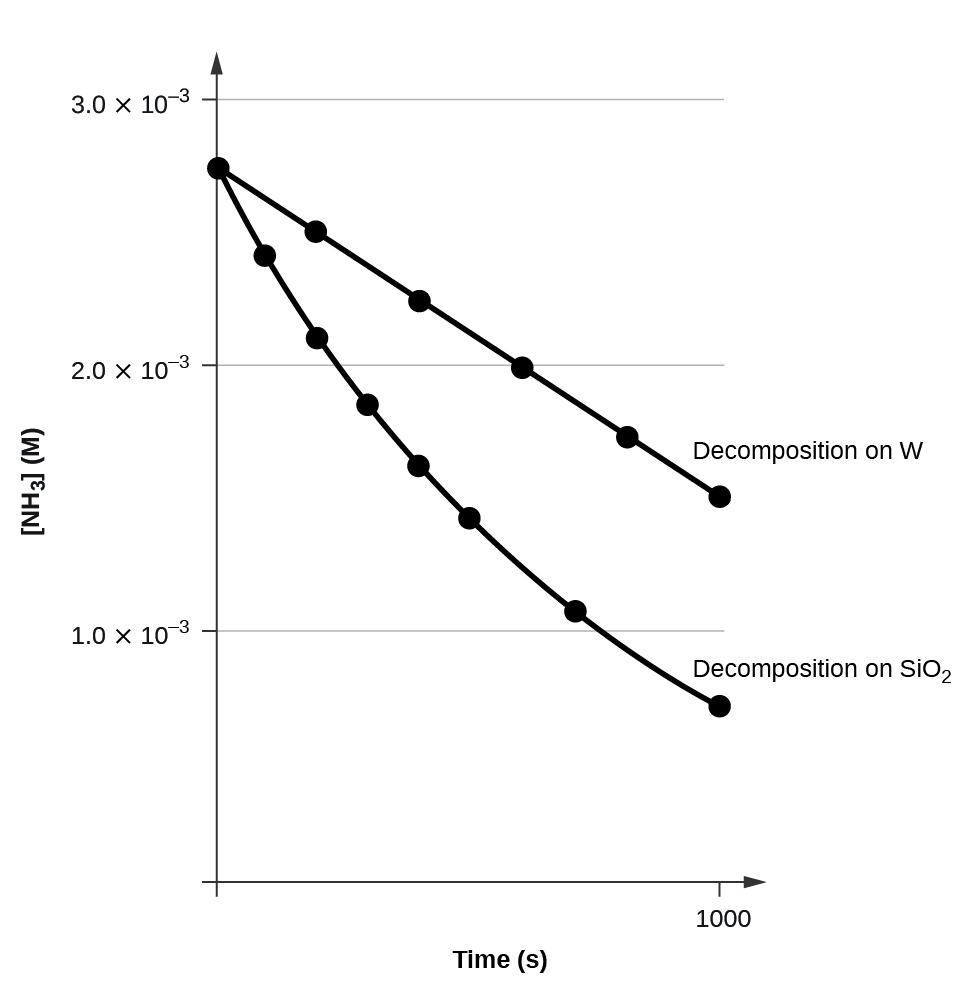 3.0 × 10⁻³
2.0 × 10⁻³
[NH₃] (M)
Decomposition on W
1.0 × 10⁻³
Decomposition on SiO₂
1000
Time (s)